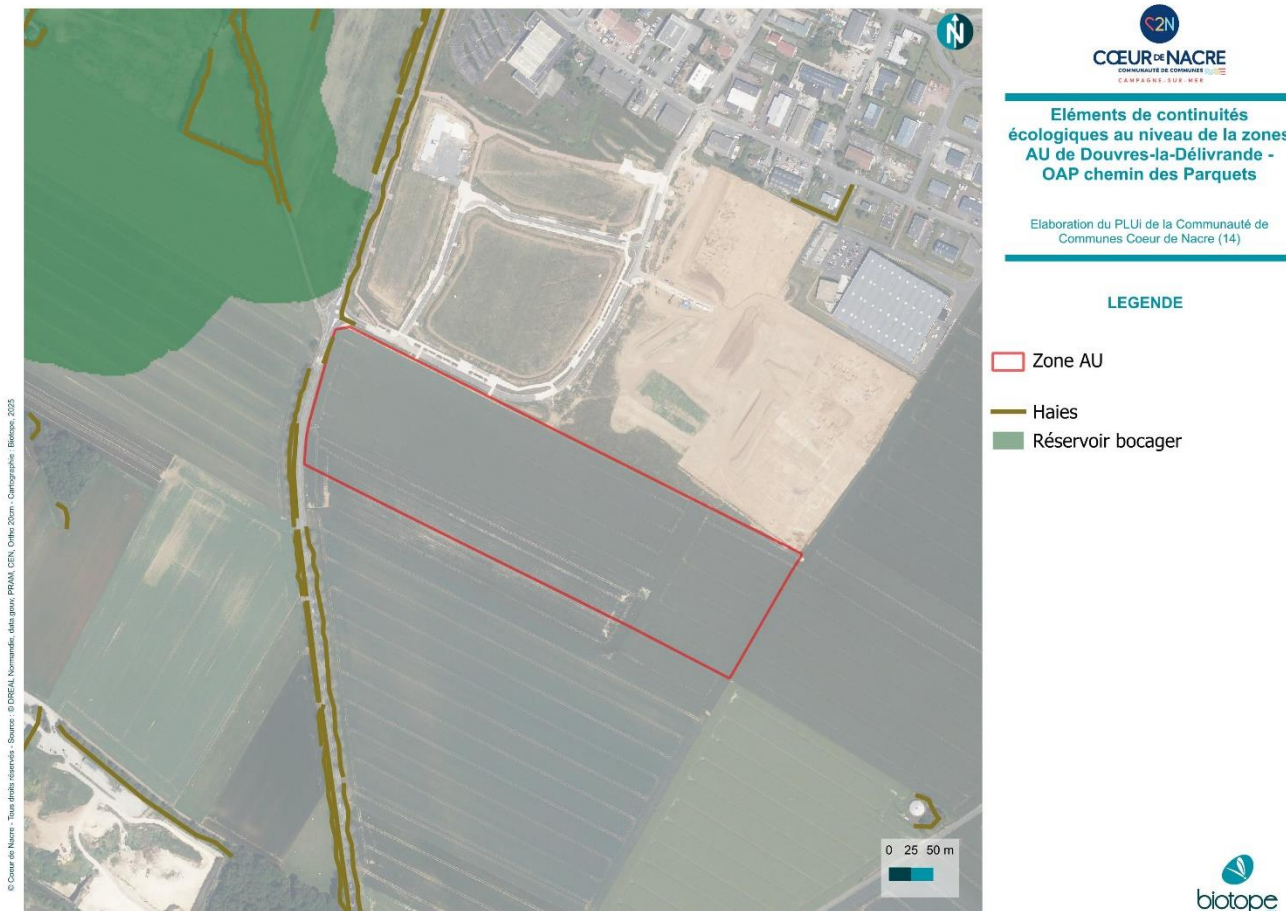 N
C2N
CŒUR DE NACRE
COMMUNAUTÉ DE COMMUNES
CAMPAGNE-SUR-MER
Eléments de continuités
écologiques au niveau de la zones
AU de Douvres-la-Délivrande -
OAP chemin des Parquets
Elaboration du PLUi de la Communauté de
Communes Coeur de Nacre (14)
LEGENDE
Zone AU
Haies
Réservoir bocager
0 25 50 m
© Coeur de Nacre - Tous droits réservés - Source : © DREAL Normandie, data.gouv, PRAM, CEN, Ortho 20cm - Cartographie : Biotope, 2025
biotope